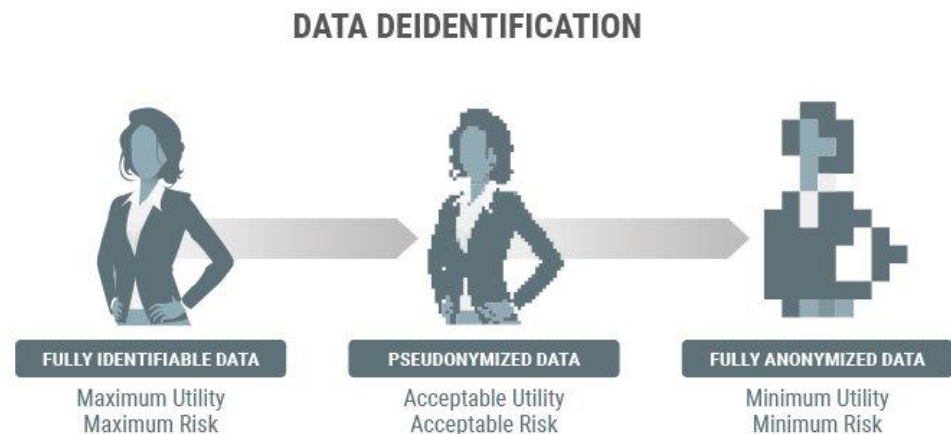 DATA DEIDENTIFICATION
FULLY IDENTIFIABLE DATA
Maximum Utility
Maximum Risk
PSEUDONYMIZED DATA
Acceptable Utility
Acceptable Risk
FULLY ANONYMIZED DATA
Minimum Utility
Minimum Risk